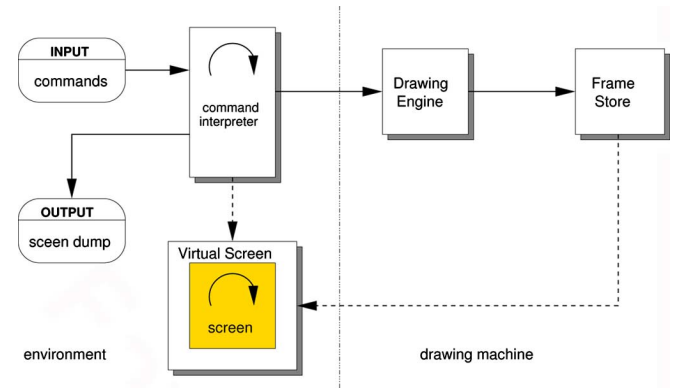 INPUT
commands
command
interpreter
Drawing
Engine
Frame
Store
OUTPUT
sceen dump
Virtual Screen
screen
environment
drawing machine